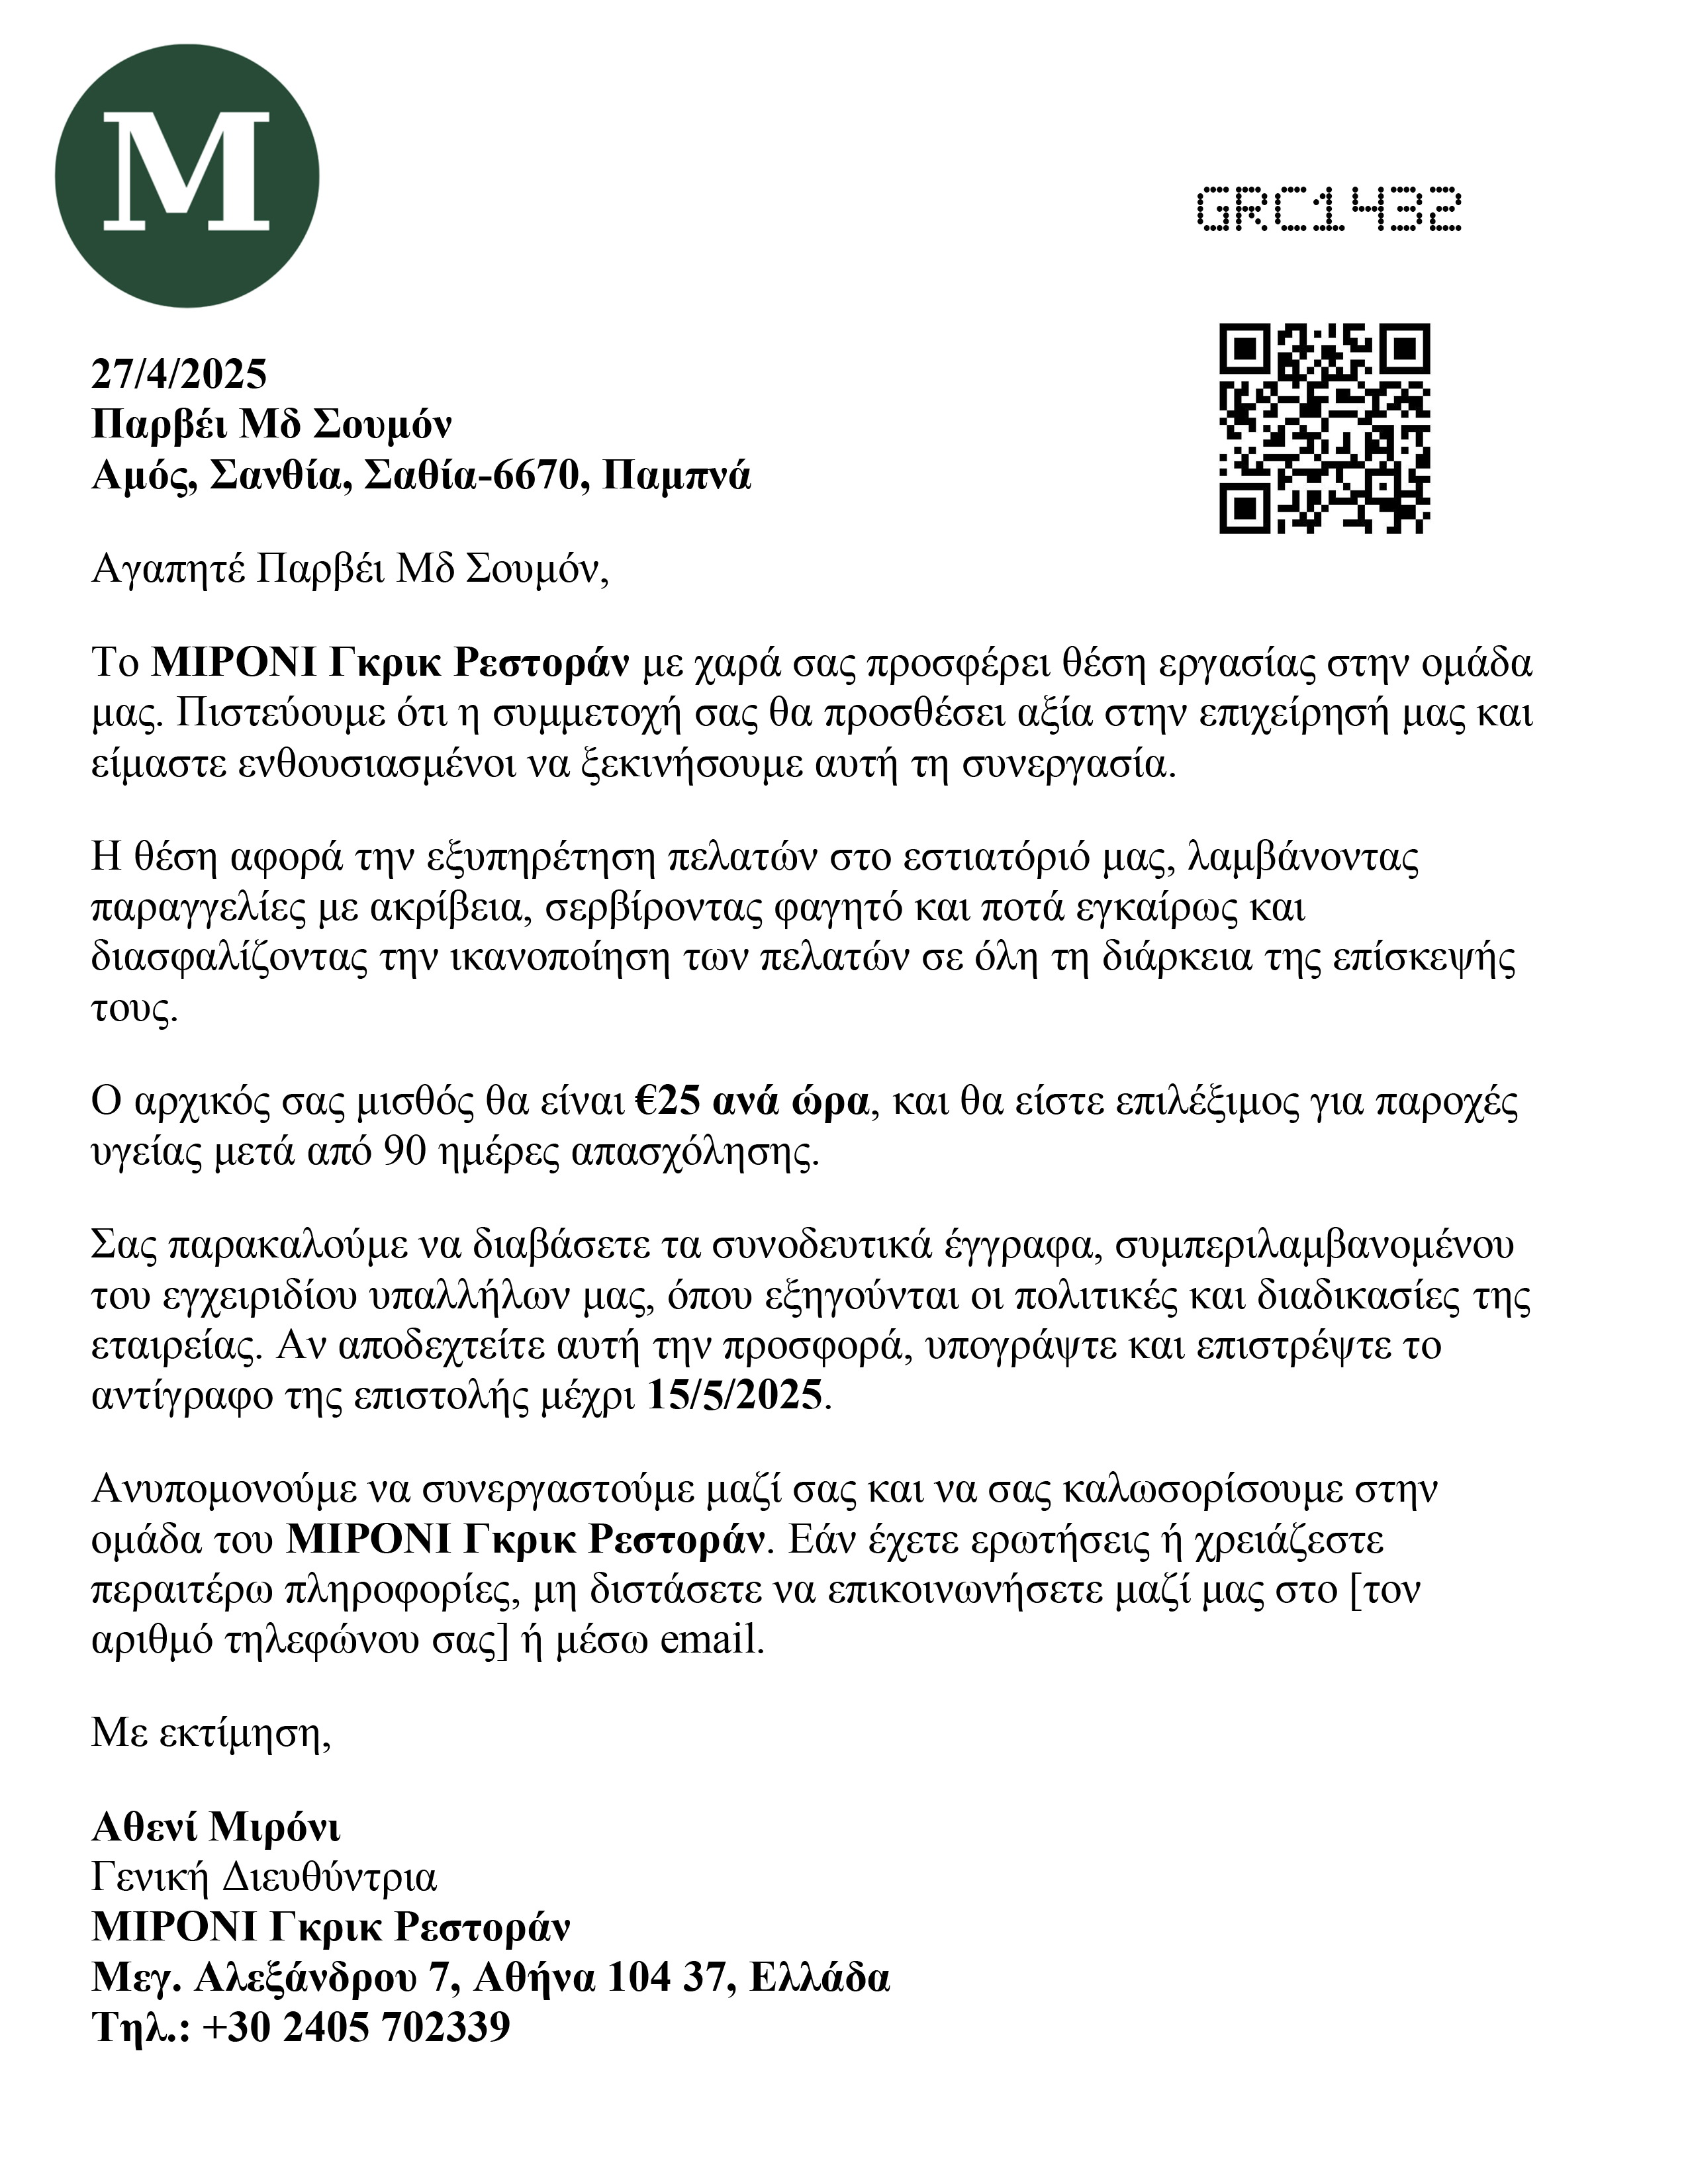 M
GRC1432
27/4/2025
Παρβέι Μδ Σουμόν
Αμός, Σανθία, Σαθία-6670, Παμπνά
Αγαπητέ Παρβέι Μδ Σουμόν,
Το ΜΙΡΟΝΙ Γκρικ Ρεστοράν με χαρά σας προσφέρει θέση εργασίας στην ομάδα
μας. Πιστεύουμε ότι η συμμετοχή σας θα προσθέσει αξία στην επιχείρησή μας και
είμαστε ενθουσιασμένοι να ξεκινήσουμε αυτή τη συνεργασία.
Η θέση αφορά την εξυπηρέτηση πελατών στο εστιατόριό μας, λαμβάνοντας
παραγγελίες με ακρίβεια, σερβίροντας φαγητό και ποτά εγκαίρως και
διασφαλίζοντας την ικανοποίηση των πελατών σε όλη τη διάρκεια της επίσκεψής
τους.
Ο αρχικός σας μισθός θα είναι €25 ανά ώρα, και θα είστε επιλέξιμος για παροχές
υγείας μετά από 90 ημέρες απασχόλησης.
Σας παρακαλούμε να διαβάσετε τα συνοδευτικά έγγραφα, συμπεριλαμβανομένου
του εγχειριδίου υπαλλήλων μας, όπου εξηγούνται οι πολιτικές και διαδικασίες της
εταιρείας. Αν αποδεχτείτε αυτή την προσφορά, υπογράψτε και επιστρέψτε το
αντίγραφο της επιστολής μέχρι 15/5/2025.
Ανυπομονούμε να συνεργαστούμε μαζί σας και να σας καλωσορίσουμε στην
ομάδα του ΜΙΡΟΝΙ Γκρικ Ρεστοράν. Εάν έχετε ερωτήσεις ή χρειάζεστε
περαιτέρω πληροφορίες, μη διστάσετε να επικοινωνήσετε μαζί μας στο [τον
αριθμό τηλεφώνου σας] ή μέσω email.
Με εκτίμηση,
Αθενί Μιρόνι
Γενική Διευθύντρια
ΜΙΡΟΝΙ Γκρικ Ρεστοράν
Μεγ. Αλεξάνδρου 7, Αθήνα 104 37, Ελλάδα
Τηλ.: +30 2405 702339